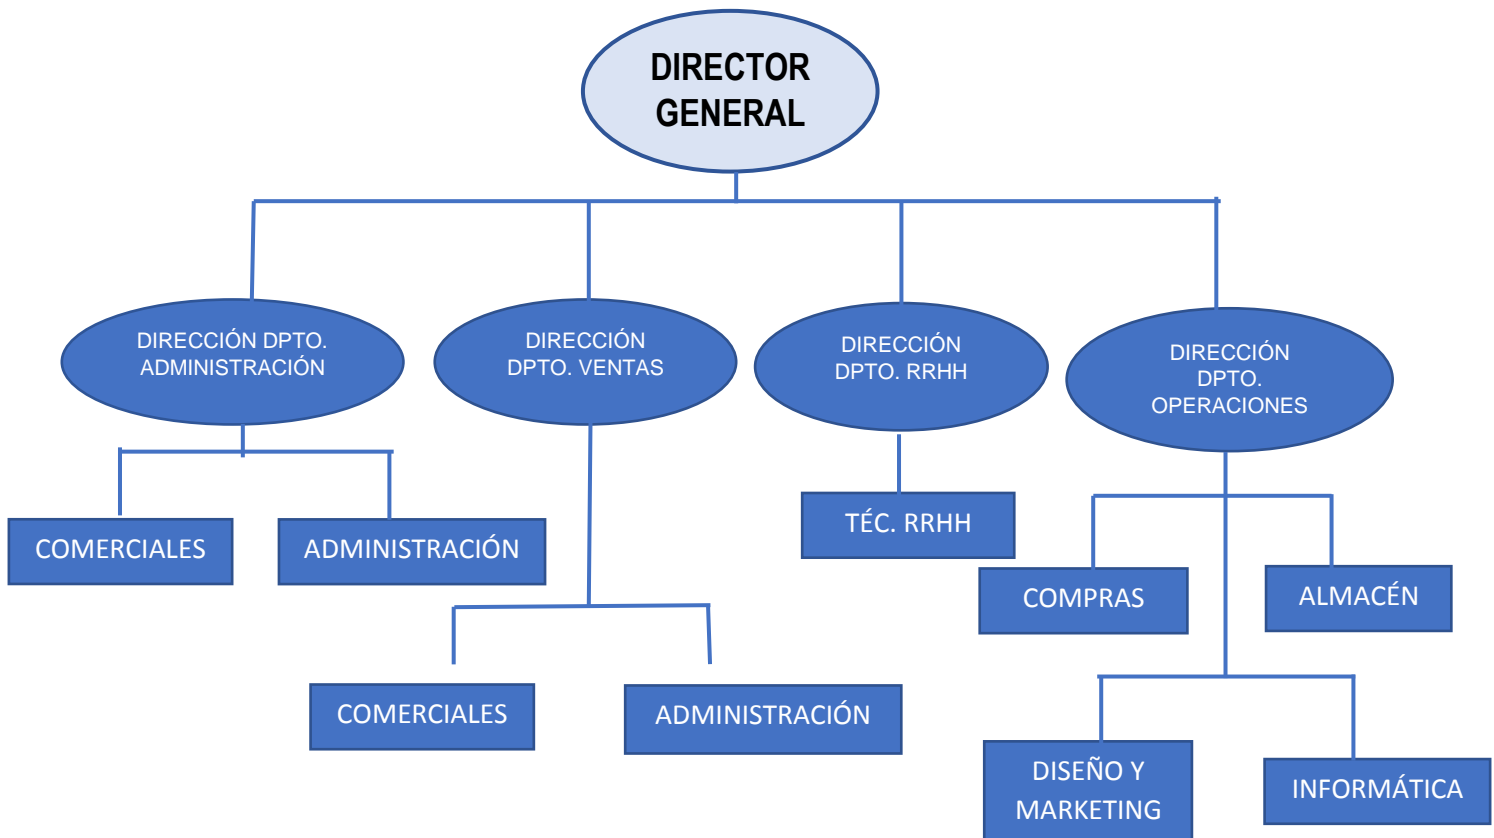 DIRECTOR
GENERAL
DIRECCIÓN DPTO.
ADMINISTRACIÓN
DIRECCIÓN
DPTO. VENTAS
DIRECCIÓN
DPTO. RRHH
DIRECCIÓN
DPTO.
OPERACIONES
COMERCIALES
ADMINISTRACIÓN
TÉC. RRHH
COMPRAS
ALMACÉN
COMERCIALES
ADMINISTRACIÓN
DISEÑO Y
MARKETING
INFORMÁTICA